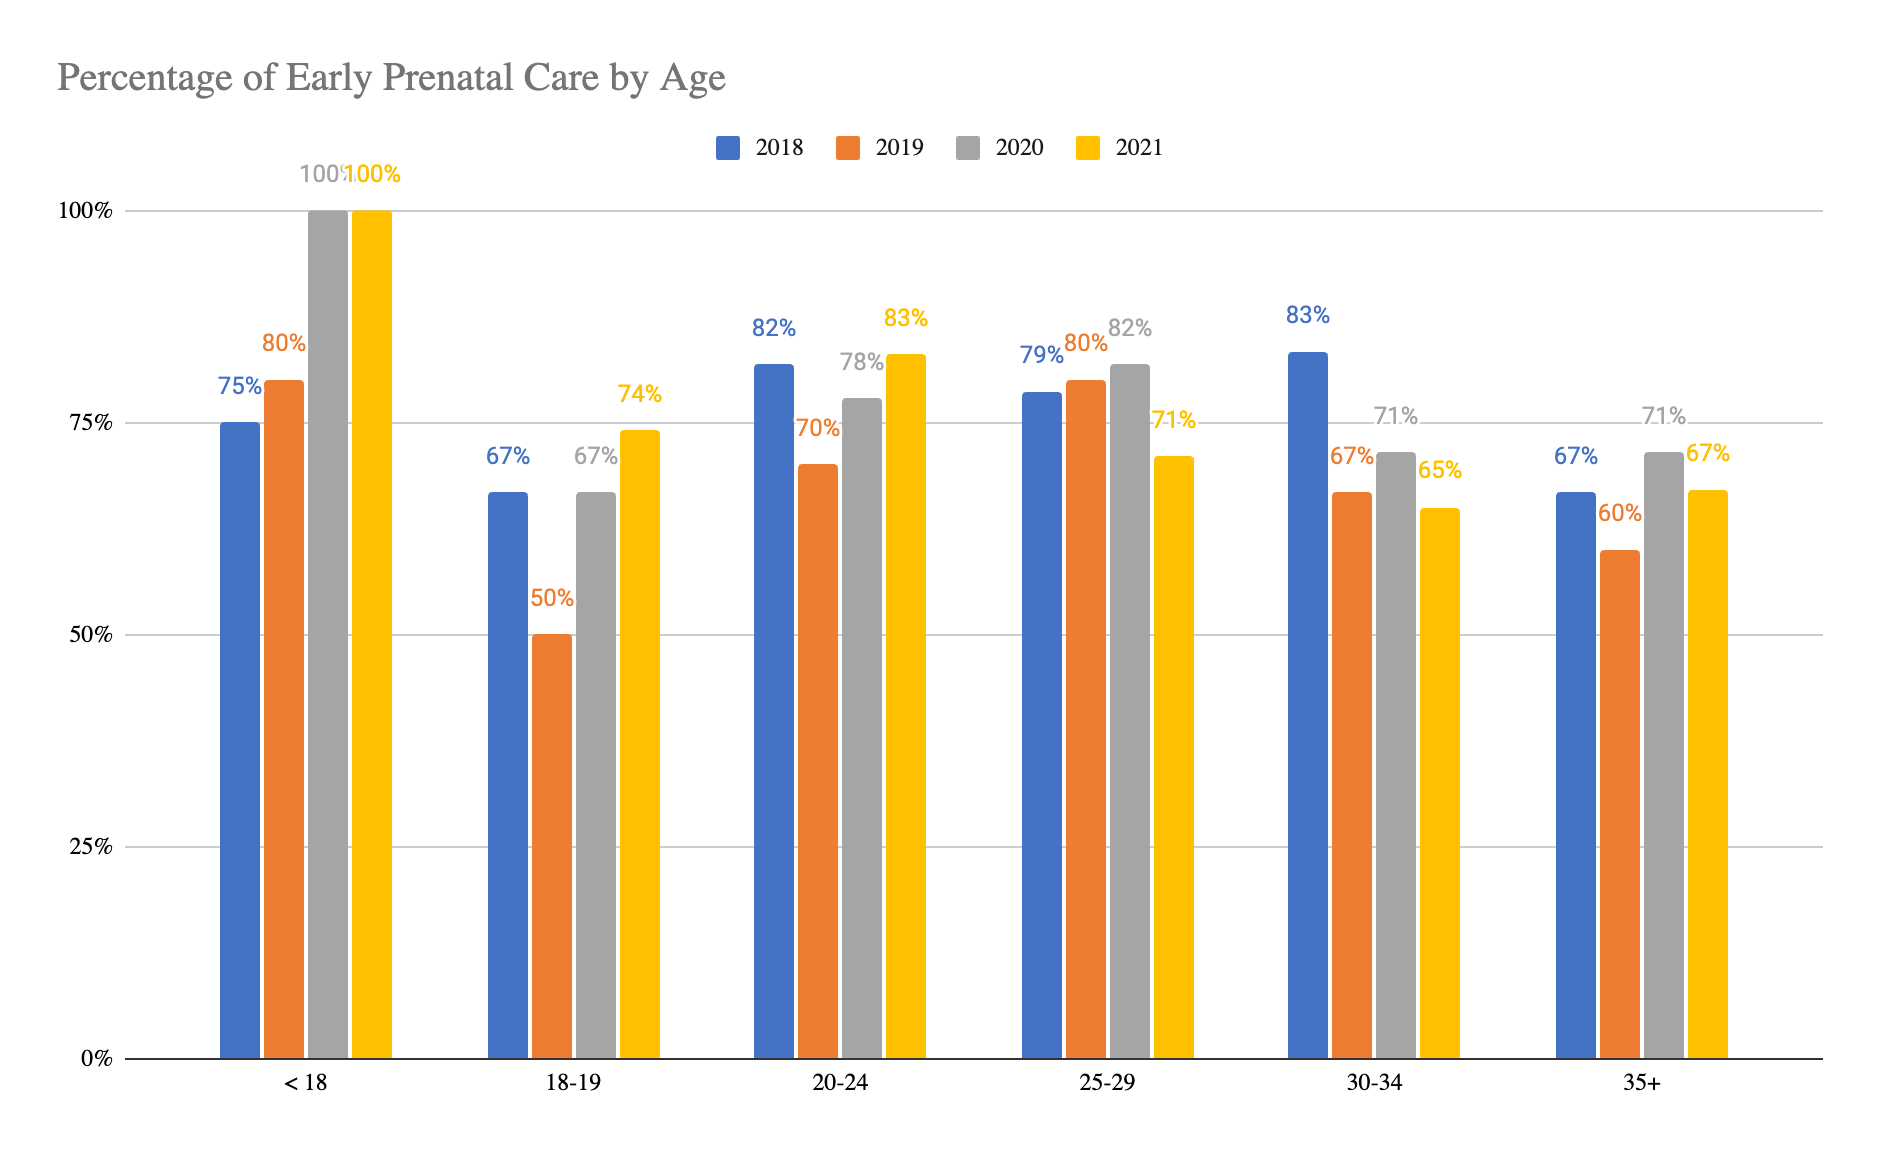 Percentage of Early Prenatal Care by Age
2018 2019 2020 2021
100% 100%
100%
75% 80%
67% 50% 67% 74%
82% 70% 78% 83%
79% 80% 82% 71%
83% 67% 71% 65%
67% 60% 71% 67%
75%
50%
25%
0%
< 18 18-19 20-24 25-29 30-34 35+